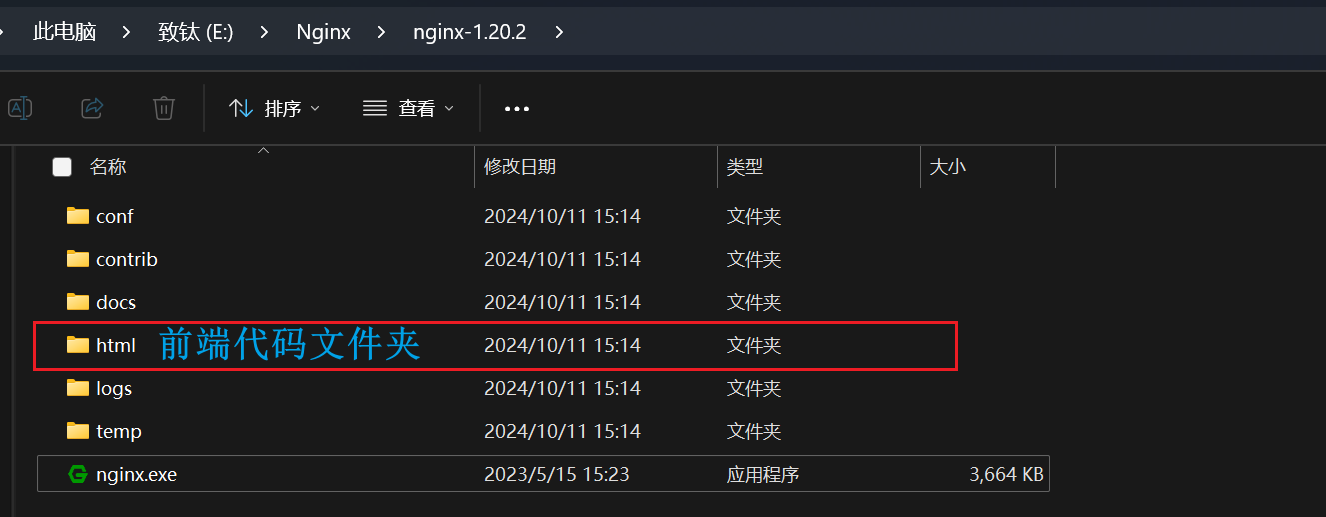 此电脑 > 致钛 (E:) > Nginx > nginx-1.20.2 >
排序 查看 •••
名称 修改日期 类型 大小
conf 2024/10/11 15:14 文件夹
contrib 2024/10/11 15:14 文件夹
docs 2024/10/11 15:14 文件夹
html 前端代码文件夹 2024/10/11 15:14 文件夹
logs 2024/10/11 15:14 文件夹
temp 2024/10/11 15:14 文件夹
nginx.exe 2023/5/15 15:23 应用程序 3,664 KB